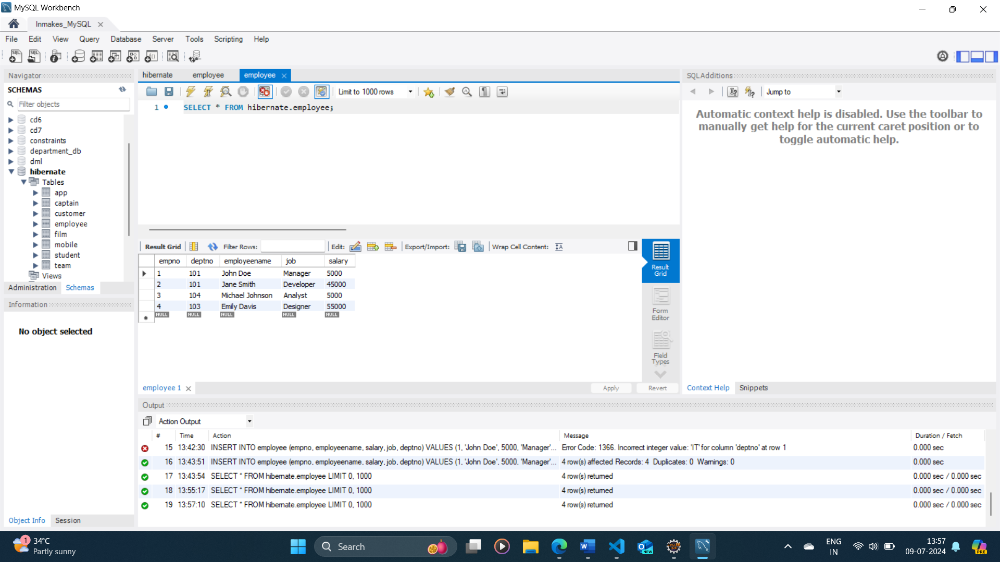 MySQL Workbench
Inmakes_MySQL
File Edit View Query Database Server Tools Scripting Help
Navigator
SCHEMAS
Filter objects
cd6
cd7
constraints
department_db
dml
hibernate
Tables
app
captain
customer
employee
film
mobile
student
team
Views
Administration Schemas
Information
No object selected
Object Info Session
hibernate employee employee
Limit to 1000 rows
1 SELECT * FROM hibernate.employee;
Result Grid Filter Rows: Edit: Export/Import: Wrap Cell Content:
empno deptno employeename job salary
1 101 John Doe Manager 5000
2 101 Jane Smith Developer 45000
3 104 Michael Johnson Analyst 5000
4 103 Emily Davis Designer 55000
NULL NULL NULL NULL NULL
Result
Grid
Form
Editor
Field
Types
employee 1 Apply Revert
SQLAdditions
Jump to
Automatic context help is disabled. Use the toolbar to
manually get help for the current caret position or to
toggle automatic help.
Context Help Snippets
Output
Action Output
# Time Action Message Duration / Fetch
15 13:42:30 INSERT INTO employee (empno, employeename, salary, job, deptno) VALUES (1, 'John Doe', 5000, 'Manager'... Error Code: 1366. Incorrect integer value: 'IT' for column 'deptno' at row 1 0.000 sec
16 13:43:51 INSERT INTO employee (empno, employeename, salary, job, deptno) VALUES (1, 'John Doe', 5000, 'Manager'... 4 row(s) affected Records: 4 Duplicates: 0 Warnings: 0 0.000 sec
17 13:43:54 SELECT * FROM hibernate.employee LIMIT 0, 1000 4 row(s) returned 0.000 sec / 0.000 sec
18 13:55:17 SELECT * FROM hibernate.employee LIMIT 0, 1000 4 row(s) returned 0.000 sec / 0.000 sec
19 13:57:10 SELECT * FROM hibernate.employee LIMIT 0, 1000 4 row(s) returned 0.000 sec / 0.000 sec
1
34°C
Partly sunny
Search
NEW
ENG
IN
13:57
09-07-2024
PRE